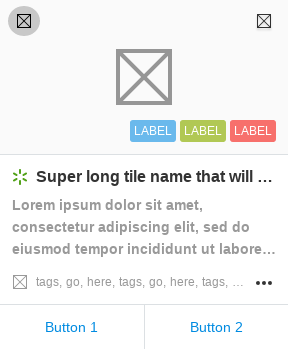 LABEL LABEL LABEL
Super long tile name that will ...
Lorem ipsum dolor sit amet,
consectetur adipiscing elit, sed do
eiusmod tempor incididunt ut labore...
tags, go, here, tags, go, here, tags, ...
Button 1 Button 2